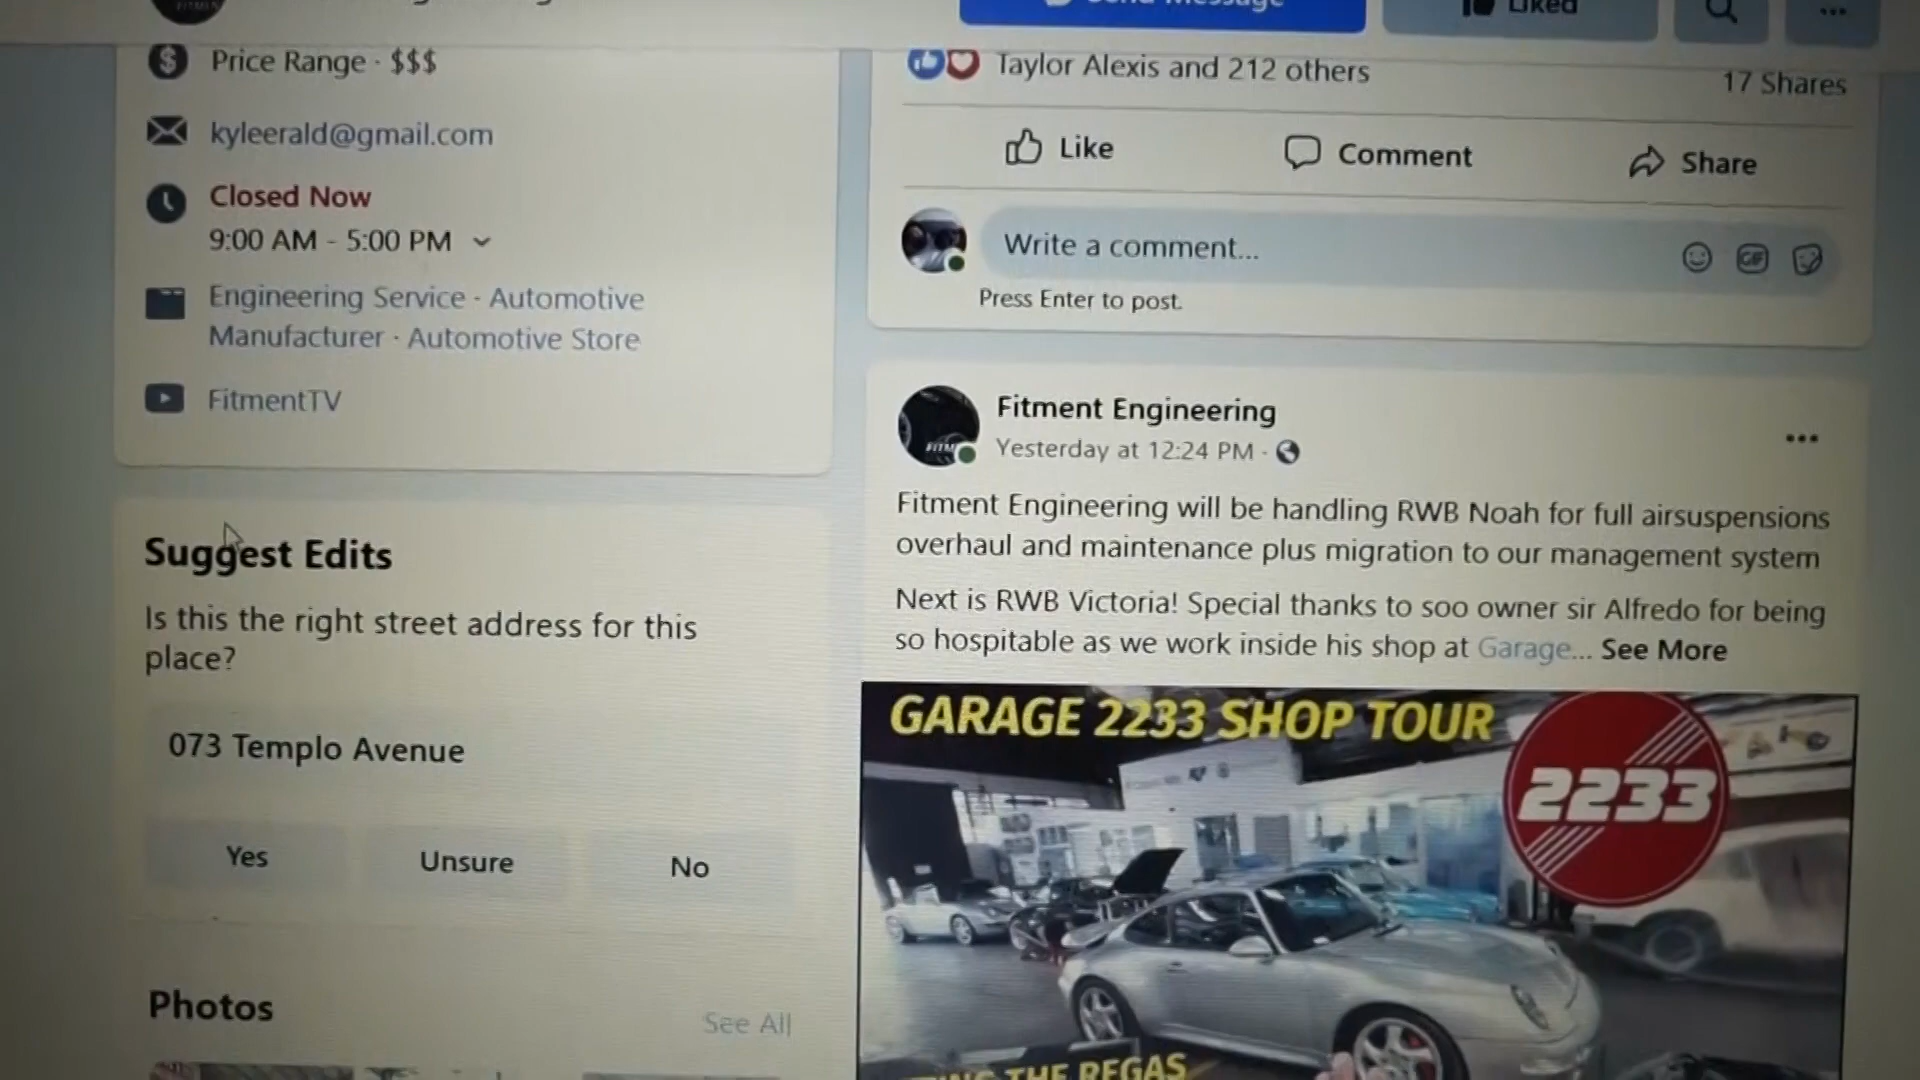 Liked
Price Range · $$$
kyleerald@gmail.com
Closed Now
9:00 AM - 5:00 PM
Engineering Service · Automotive
Manufacturer · Automotive Store
FitmentTV
Suggest Edits
Is this the right street address for this
place?
073 Templo Avenue
Yes
Unsure
No
Photos
See All
Taylor Alexis and 212 others
17 Shares
Like
Comment
Share
Write a comment...
GIF
Press Enter to post.
Fitment Engineering
Yesterday at 12:24 PM ·
Fitment Engineering will be handling RWB Noah for full airsuspensions
overhaul and maintenance plus migration to our management system
Next is RWB Victoria! Special thanks to soo owner sir Alfredo for being
so hospitable as we work inside his shop at Garage... See More
GARAGE 2233 SHOP TOUR
2233
THE REGAS